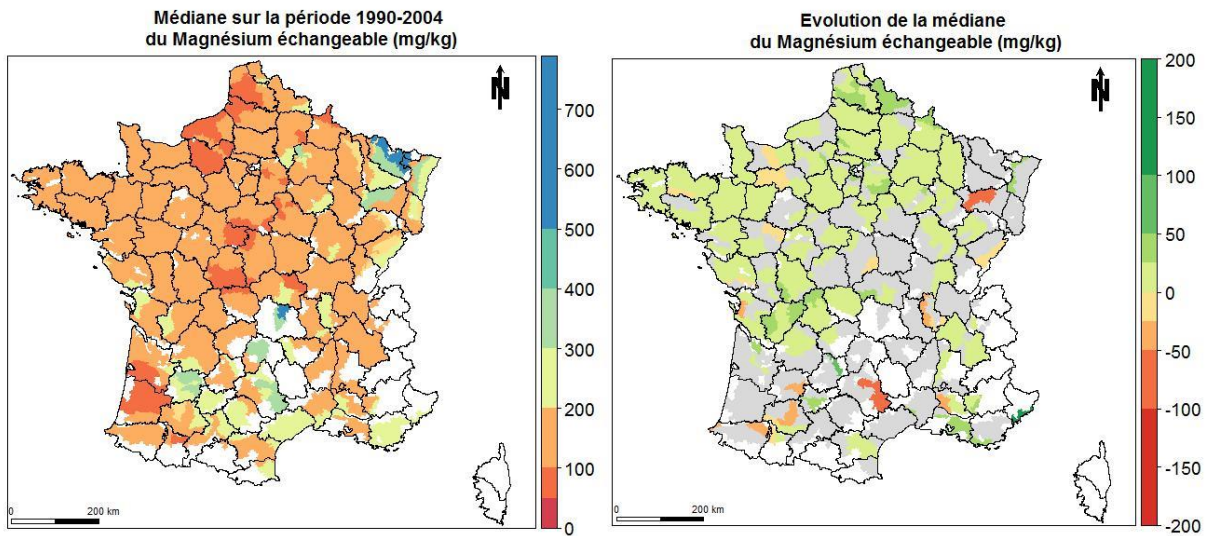 Médiane sur la période 1990-2004
du Magnésium échangeable (mg/kg)
N
700
600
500
400
300
200
100
0
0 200 km
Evolution de la médiane
du Magnésium échangeable (mg/kg)
N
200
150
100
50
0
-50
-100
-150
-200
0 200 km